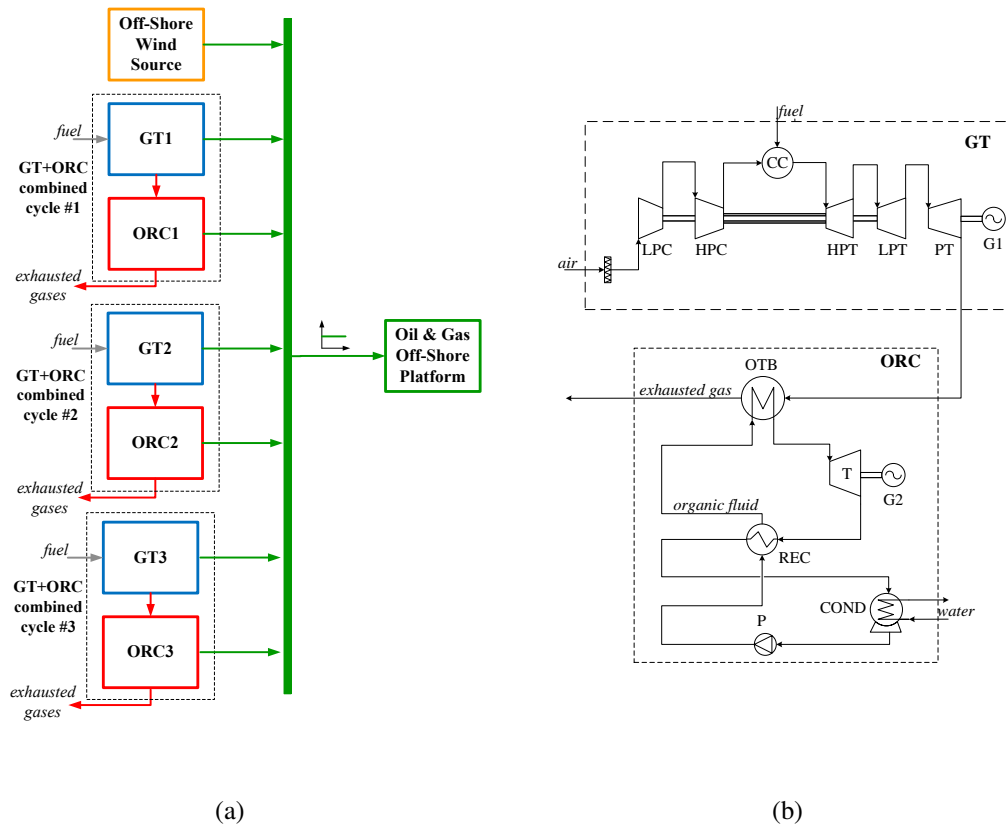 Off-Shore
Wind
Source
fuel
GT1
GT+ORC
combined
cycle #1
ORC1
exhausted
gases
fuel
GT2
GT+ORC
combined
cycle #2
ORC2
exhausted
gases
fuel
GT3
GT+ORC
combined
cycle #3
ORC3
exhausted
gases
Oil & Gas
Off-Shore
Platform
(a)
fuel
GT
CC
LPC
HPC
HPT
LPT
PT
G1
air
ORC
OTB
exhausted gas
T
G2
organic fluid
REC
COND
water
P
(b)